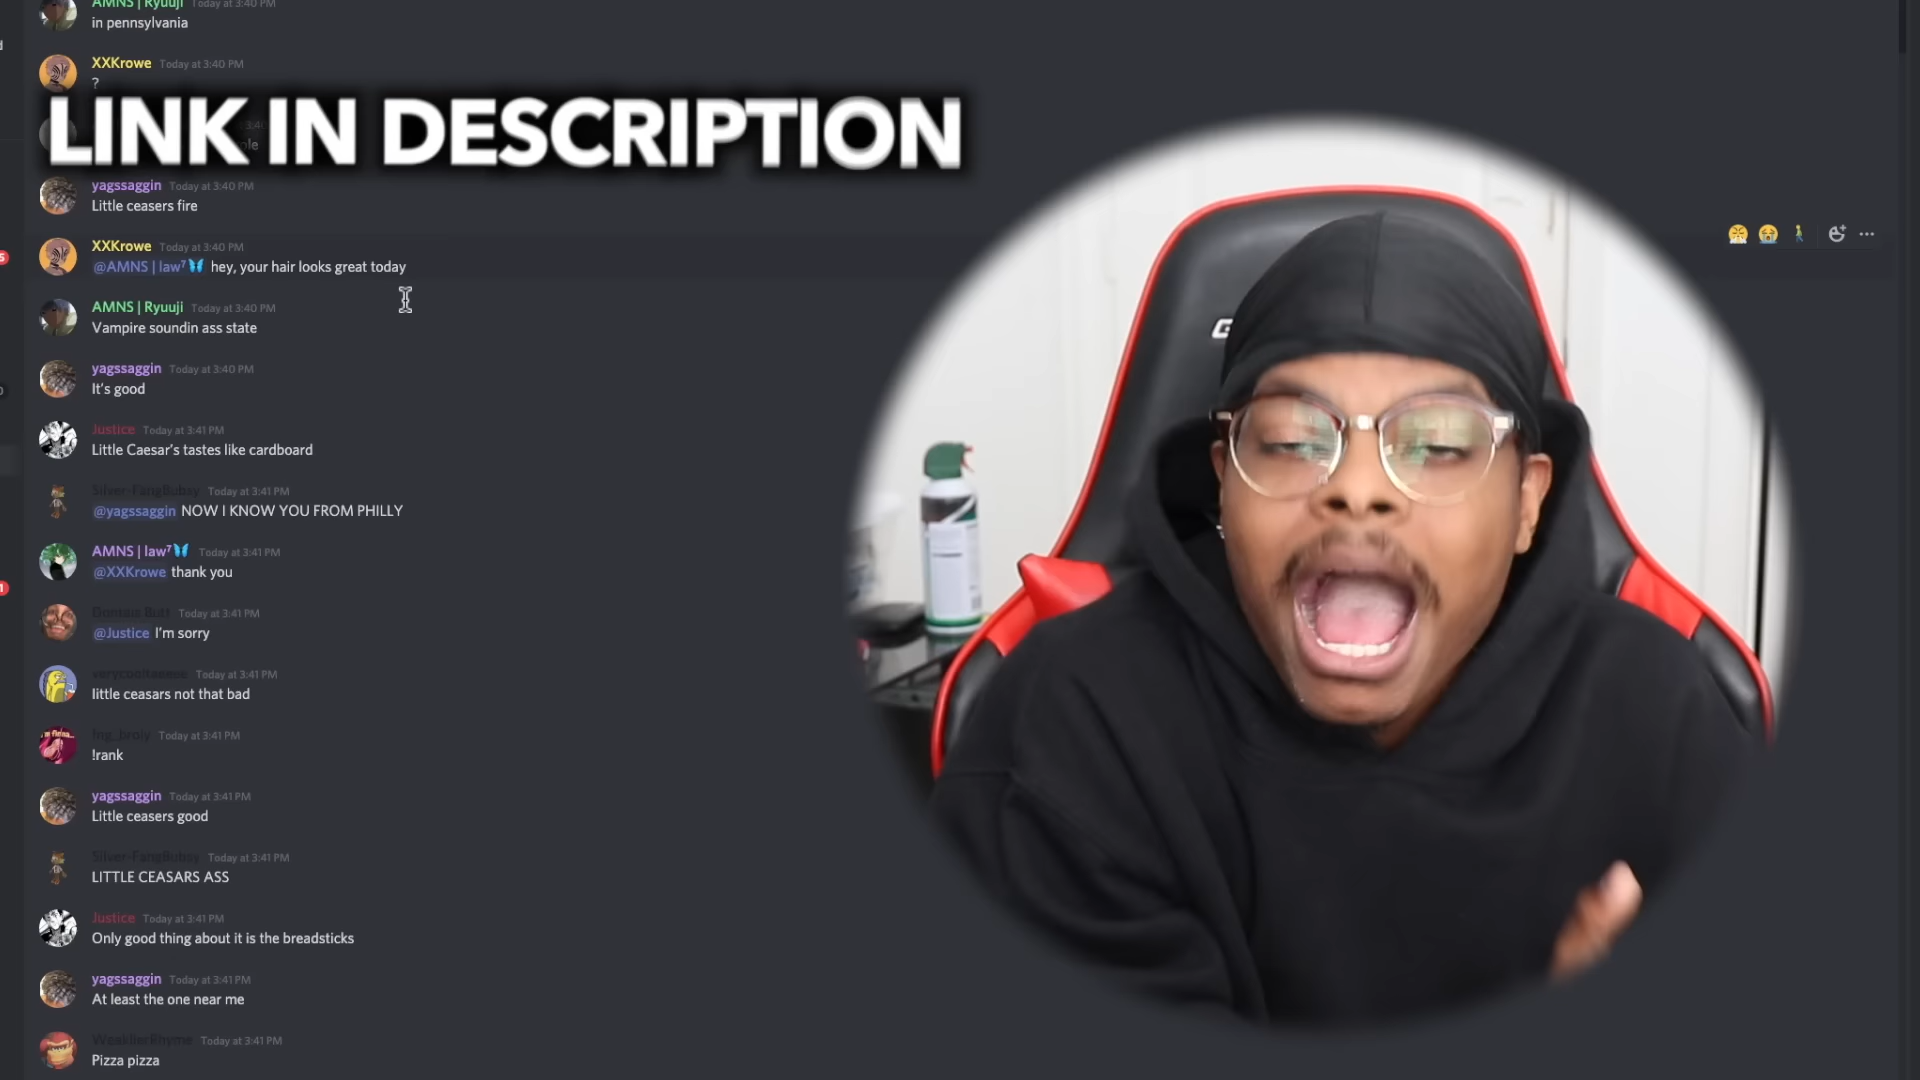 AMNS | Ryuuji Today at 3:40 PM
in pennsylvania
XXKrowe Today at 3:40 PM
?
LINK IN DESCRIPTION
yagssaggin Today at 3:40 PM
Little ceasers fire
XXKrowe Today at 3:40 PM
@AMNS | law⁷🦋 hey, your hair looks great today
AMNS | Ryuuji Today at 3:40 PM
Vampire soundin ass state
yagssaggin Today at 3:40 PM
It's good
Justice Today at 3:41 PM
Little Caesar's tastes like cardboard
Silver-FangBubsy Today at 3:41 PM
@yagssaggin NOW I KNOW YOU FROM PHILLY
AMNS | law⁷🦋 Today at 3:41 PM
@XXKrowe thank you
Today at 3:41 PM
@Justice I'm sorry
Today at 3:41 PM
little ceasars not that bad
Today at 3:41 PM
!rank
yagssaggin Today at 3:41 PM
Little ceasers good
Silver-FangBubsy Today at 3:41 PM
LITTLE CEASARS ASS
Justice Today at 3:41 PM
Only good thing about it is the breadsticks
yagssaggin Today at 3:41 PM
At least the one near me
WeaklierRhyme Today at 3:41 PM
Pizza pizza